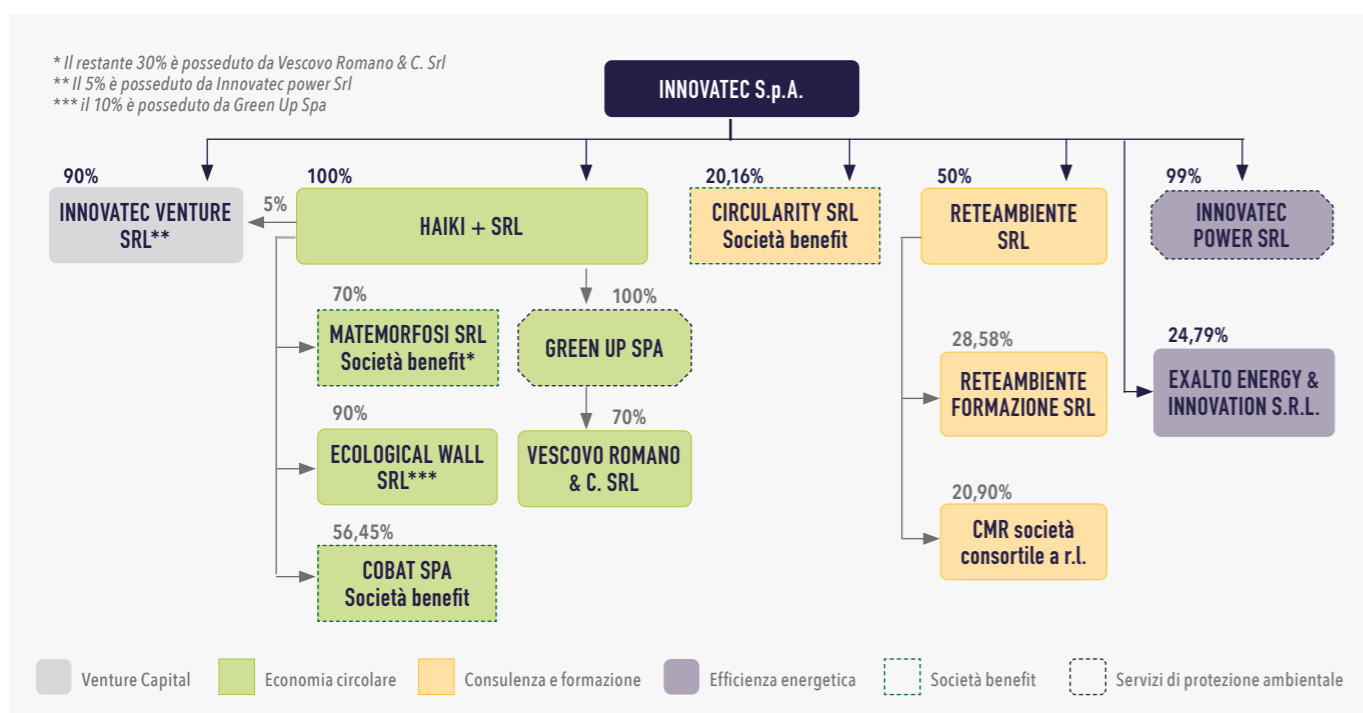 * Il restante 30% è posseduto da Vescovo Romano & C. Srl
** Il 5% è posseduto da Innovatec power Srl
*** il 10% è posseduto da Green Up Spa
INNOVATEC S.p.A.
90%
INNOVATEC VENTURE
SRL**
5%
100%
HAIKI + SRL
20,16%
CIRCULARITY SRL
Società benefit
50%
RETEAMBIENTE
SRL
99%
INNOVATEC
POWER SRL
70%
MATEMORFOSI SRL
Società benefit*
100%
GREEN UP SPA
28,58%
RETEAMBIENTE
FORMAZIONE SRL
24,79%
EXALTO ENERGY &
INNOVATION S.R.L.
90%
ECOLOGICAL WALL
SRL***
70%
VESCOVO ROMANO
& C. SRL
20,90%
CMR società
consortile a r.l.
56,45%
COBAT SPA
Società benefit
Venture Capital
Economia circolare
Consulenza e formazione
Efficienza energetica
Società benefit
Servizi di protezione ambientale